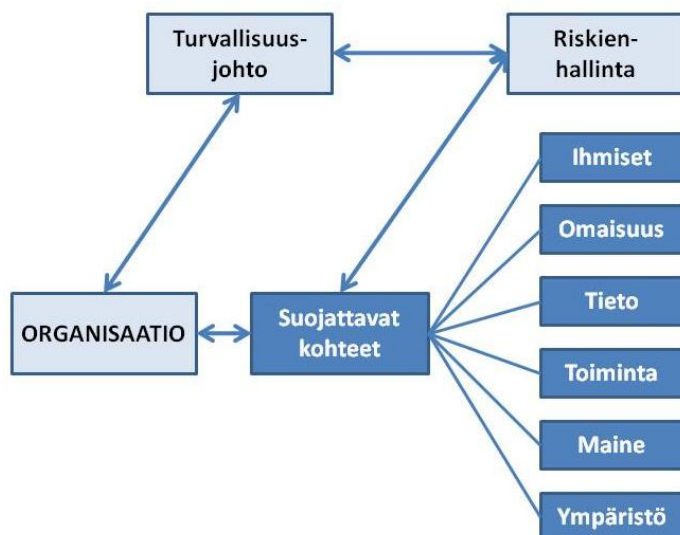 Turvallisuus-
johto
Riskien-
hallinta
Ihmiset
Omaisuus
Tieto
ORGANISAATIO
Suojattavat
kohteet
Toiminta
Maine
Ympäristö